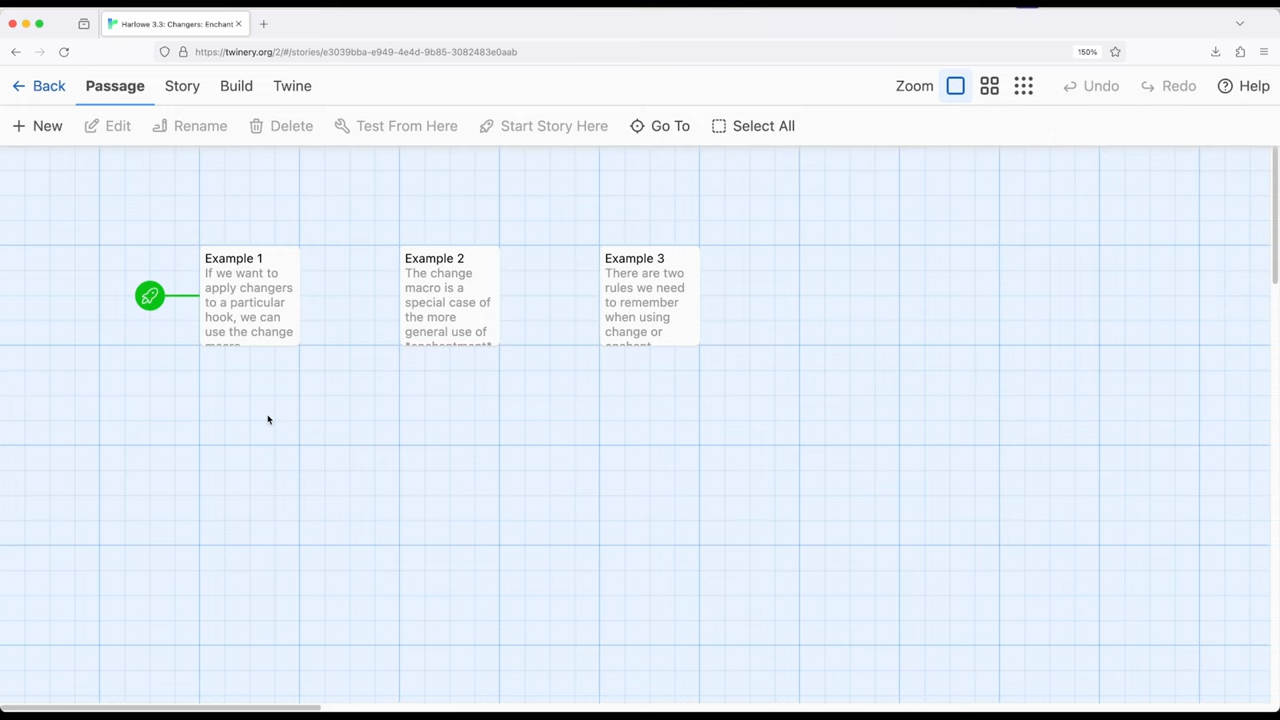 Harlowe 3.3: Changers: Enchant
https://twinery.org/2/#/stories/e3039bba-e949-4e4d-9b85-3082483e0aab
150%
Back
Passage
Story
Build
Twine
Zoom
Undo
Redo
Help
New
Edit
Rename
Delete
Test From Here
Start Story Here
Go To
Select All
Example 1
If we want to
apply changers
to a particular
hook, we can
use the change
Example 2
The change
macro is a
special case of
the more
general use of
*enchantment*
Example 3
There are two
rules we need
to remember
when using
change or